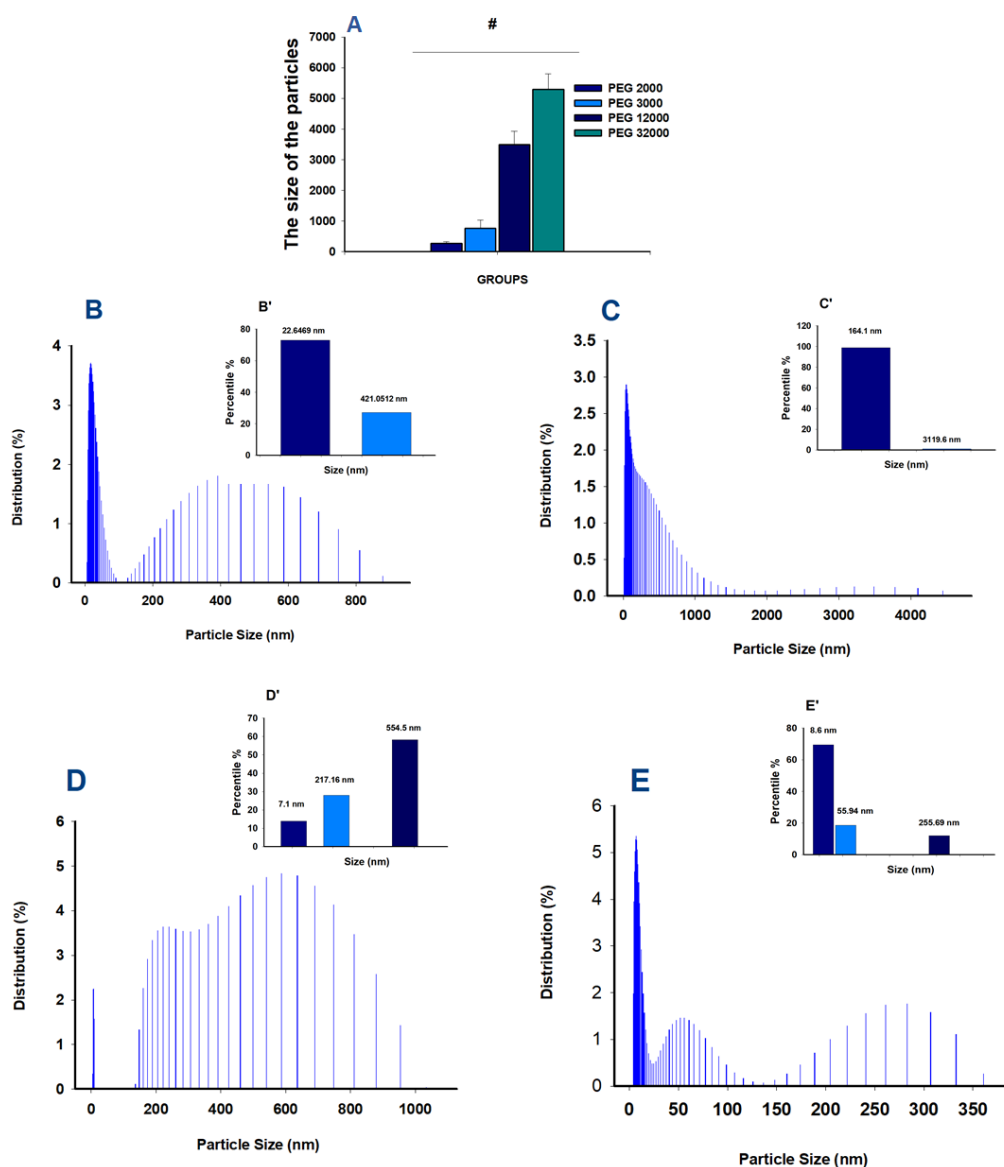 A
#
7000
6000
5000
4000
3000
2000
1000
0
The size of the particles
GROUPS
PEG 2000
PEG 3000
PEG 12000
PEG 32000
B
B'
80
60
40
20
0
Percentile %
22.6469 nm
421.0512 nm
Size (nm)
4
3
2
1
0
Distribution (%)
0 200 400 600 800
Particle Size (nm)
C
C'
120
100
80
60
40
20
0
Percentile %
164.1 nm
3119.6 nm
Size (nm)
3.5
3.0
2.5
2.0
1.5
1.0
0.5
0.0
Distribution (%)
0 1000 2000 3000 4000
Particle Size (nm)
D
D'
70
60
50
40
30
20
10
0
Percentile %
7.1 nm
217.16 nm
554.5 nm
Size (nm)
6
5
4
3
2
1
0
Distribution (%)
0 200 400 600 800 1000
Particle Size (nm)
E
E'
80
60
40
20
0
Percentile %
8.6 nm
55.94 nm
255.69 nm
Size (nm)
6
5
4
3
2
1
0
Distribution (%)
0 50 100 150 200 250 300 350
Particle Size (nm)